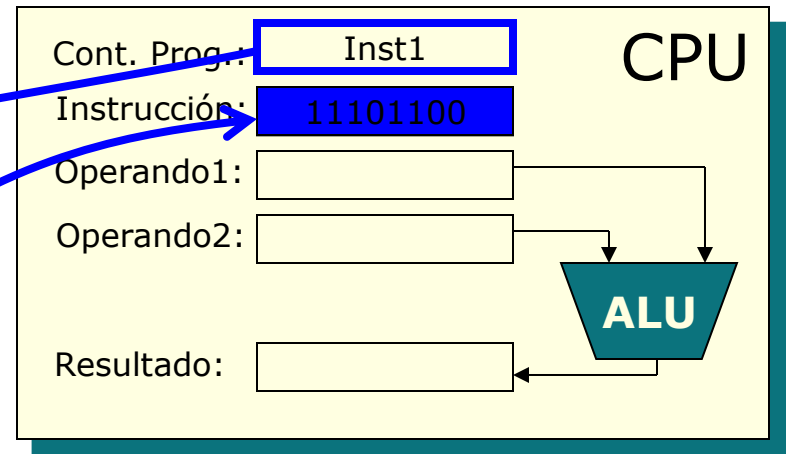 CPU
Cont. Prog.: Inst1
Instrucción: 11101100
Operando1:
Operando2:
ALU
Resultado: